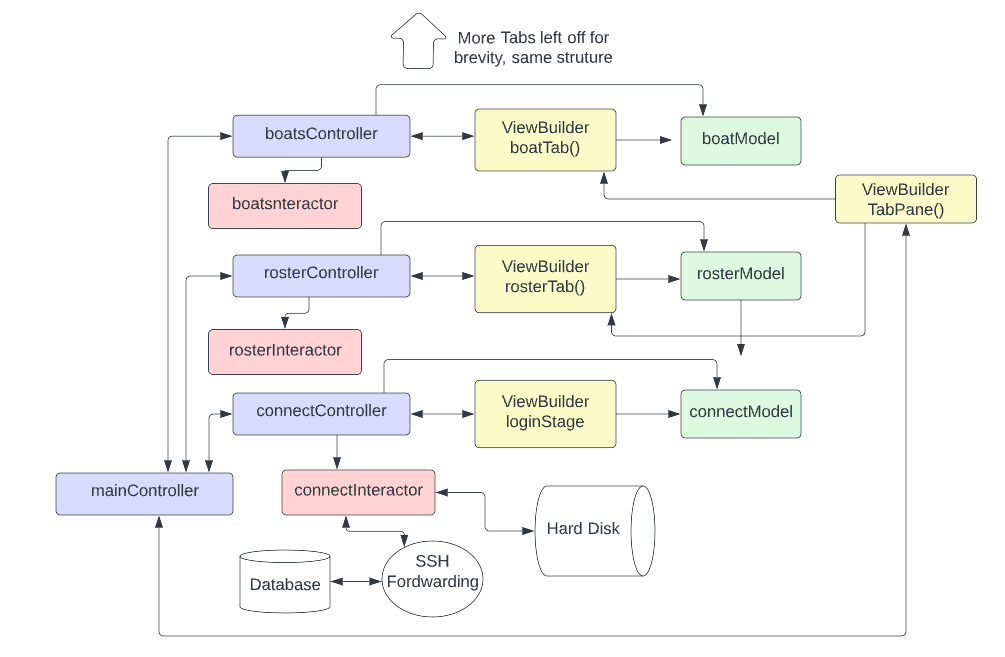 More Tabs left off for
brevity, same struture
boatsController
ViewBuilder
boatTab()
boatModel
ViewBuilder
TabPane()
boatsnteractor
rosterController
ViewBuilder
rosterTab()
rosterModel
rosterInteractor
connectController
ViewBuilder
loginStage
connectModel
mainController
connectInteractor
Hard Disk
Database
SSH
Fordwarding